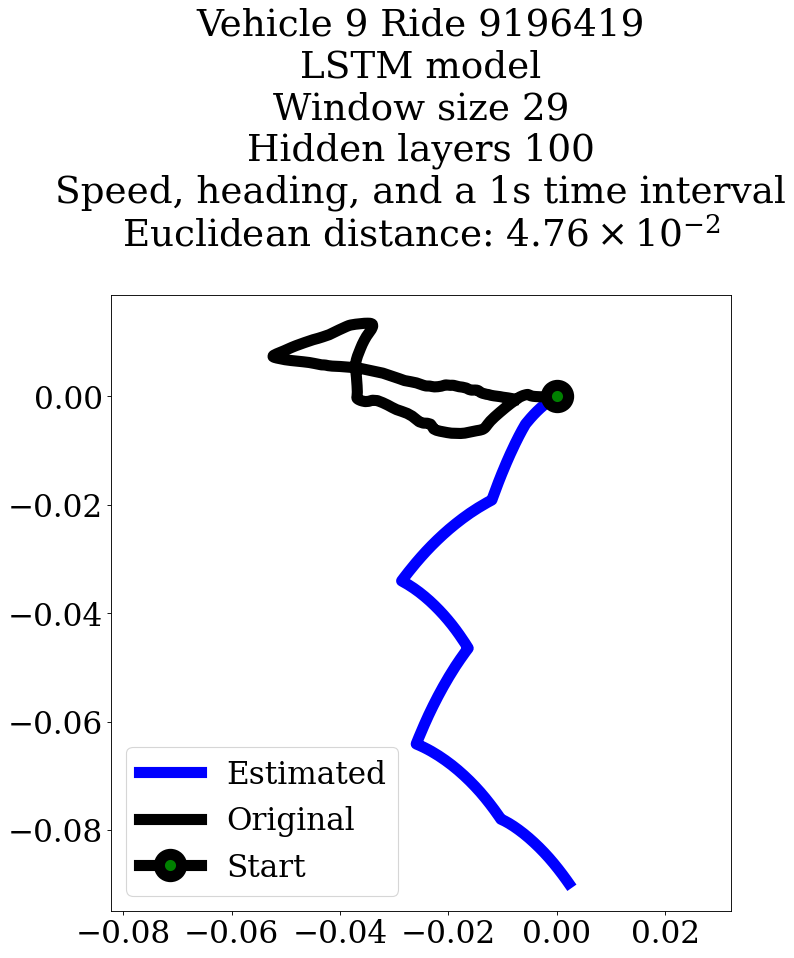 Vehicle 9 Ride 9196419
LSTM model
Window size 29
Hidden layers 100
Speed, heading, and a 1s time interval
Euclidean distance: 4.76 × 10⁻²
0.00
−0.02
−0.04
−0.06
−0.08
Estimated
Original
Start
−0.08 −0.06 −0.04 −0.02 0.00 0.02